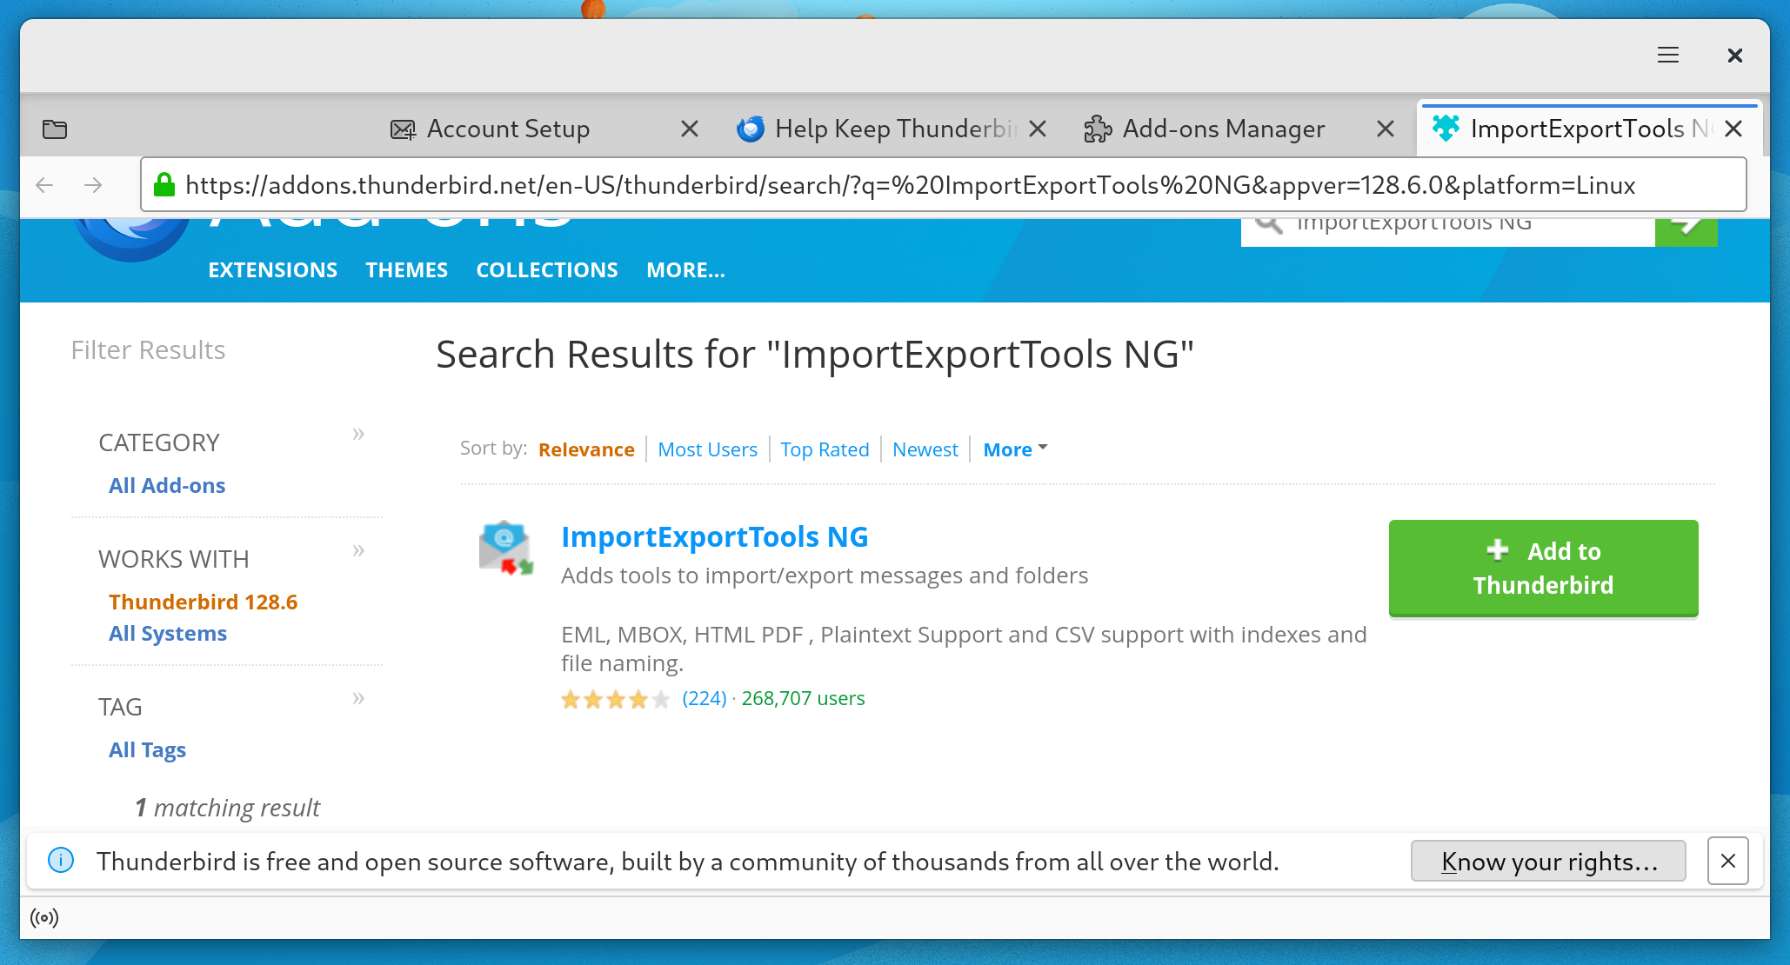 Account Setup
Help Keep Thunderbi
Add-ons Manager
ImportExportTools N
https://addons.thunderbird.net/en-US/thunderbird/search/?q=%20ImportExportTools%20NG&appver=128.6.0&platform=Linux
Add-ons
ImportExportTools NG
EXTENSIONS THEMES COLLECTIONS MORE...
Filter Results
CATEGORY »
All Add-ons
WORKS WITH »
Thunderbird 128.6
All Systems
TAG »
All Tags
1 matching result
Search Results for "ImportExportTools NG"
Sort by: Relevance Most Users Top Rated Newest More
ImportExportTools NG
Adds tools to import/export messages and folders
EML, MBOX, HTML PDF , Plaintext Support and CSV support with indexes and
file naming.
(224) · 268,707 users
Add to
Thunderbird
Thunderbird is free and open source software, built by a community of thousands from all over the world.
Know your rights...